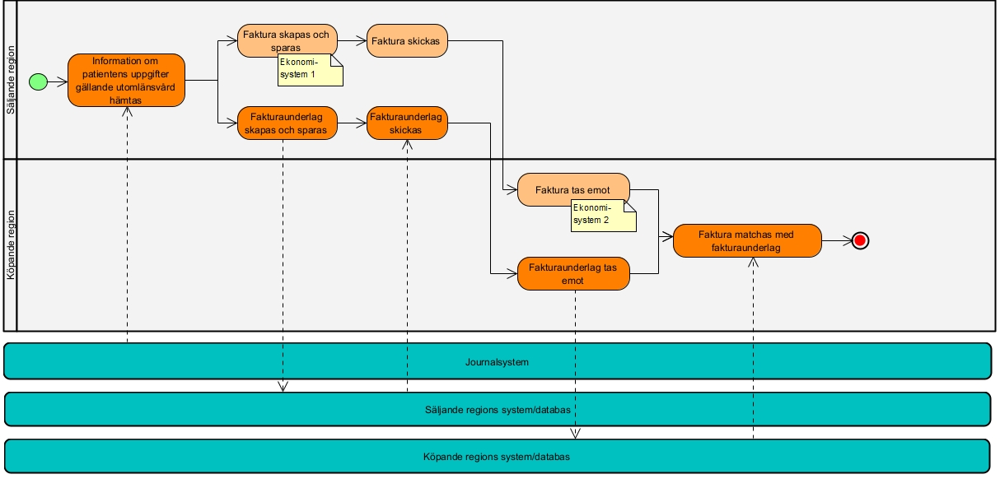 Säljande region
Information om
patientens uppgifter
gällande utomlänsvård
hämtas
Faktura skapas och
sparas
Ekonomi-
system 1
Faktura skickas
Fakturaunderlag
skapas och sparas
Fakturaunderlag
skickas
Köpande region
Faktura tas emot
Ekonomi-
system 2
Fakturaunderlag tas
emot
Faktura matchas med
fakturaunderlag
Journalsystem
Säljande regions system/databas
Köpande regions system/databas